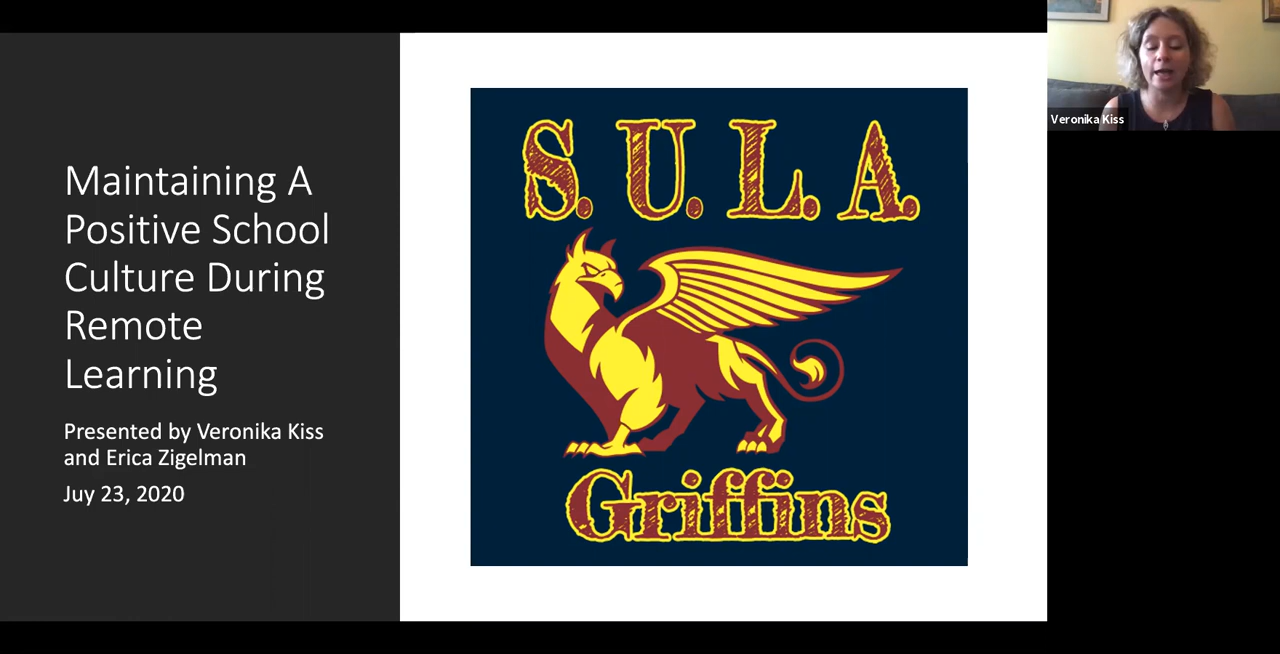 Maintaining A
Positive School
Culture During
Remote
Learning
Presented by Veronika Kiss
and Erica Zigelman
Juy 23, 2020
S. U. L. A.
Griffins
Veronika Kiss